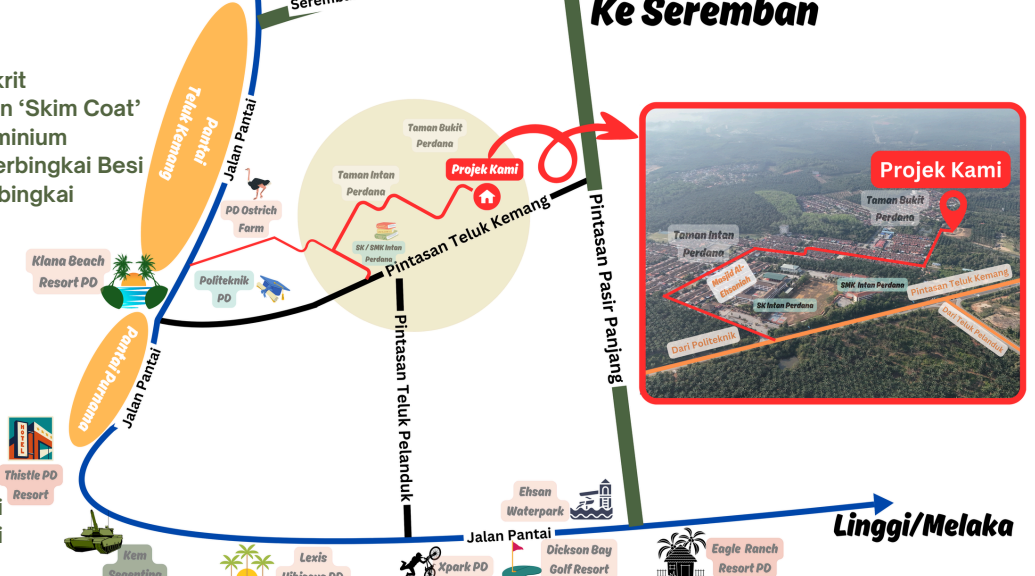 Ke Seremban
krit
n ‘Skim Coat’
minium
erbingkai Besi
bingkai
Pantai
Teluk Kemang
Jalan Pantai
Taman Bukit
Perdana
Projek Kami
Taman Intan
Perdana
PD Ostrich
Farm
SK / SMK Intan
Perdana
Pintasan Teluk Kemang
Klana Beach
Resort PD
Politeknik
PD
Pintasan Pasir Panjang
Pintasan Teluk Pelanduk
Pantai Purnama
Jalan Pantai
Projek Kami
Taman Bukit
Perdana
Taman Intan
Perdana
Masjid Al-
Ehsaniah
SMK Intan Perdana
SK Intan Perdana
Pintasan Teluk Kemang
Dari Teluk Pelanduk
Dari Politeknik
HOTEL
Thistle PD
Resort
i
i
Ehsan
Waterpark
Jalan Pantai
Linggi/Melaka
Kem
Lexis
Xpark PD
Dickson Bay
Golf Resort
Eagle Ranch
Resort PD